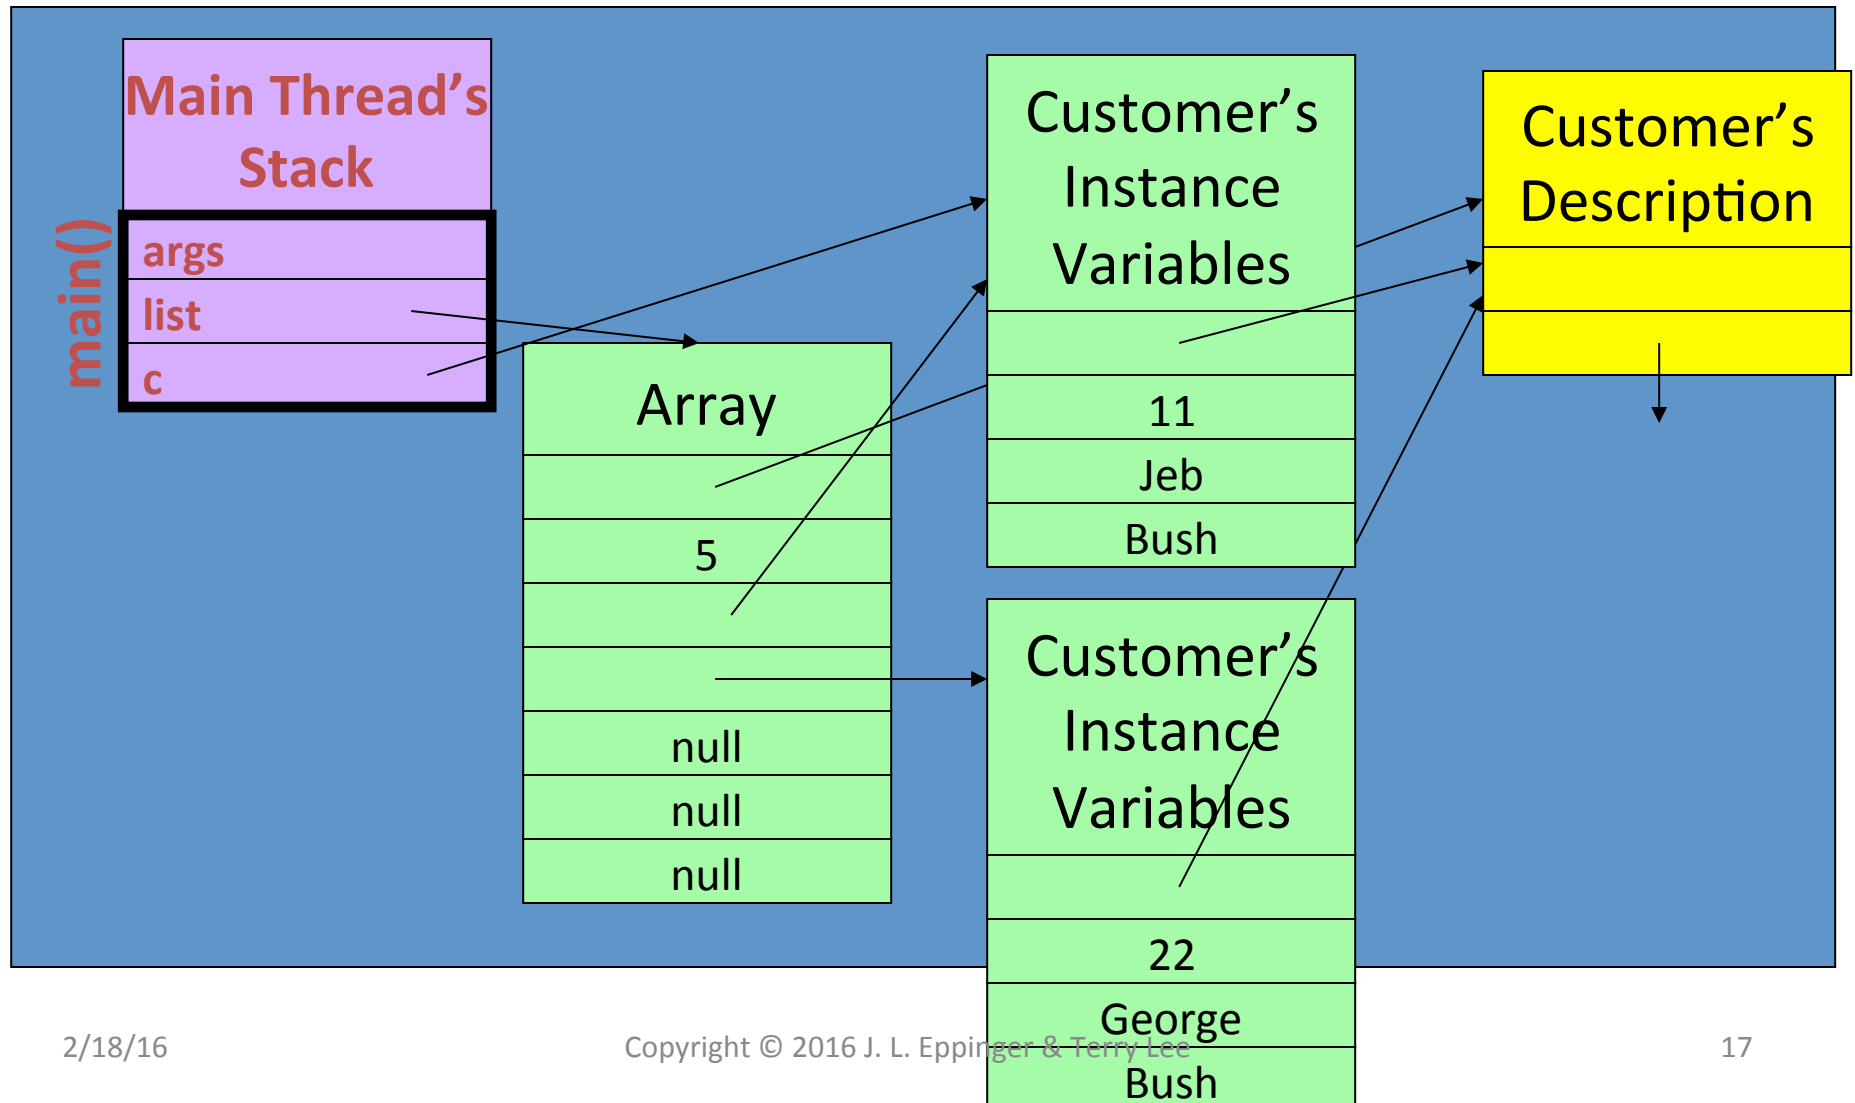 Main Thread’s
Stack
main()
args
list
c
Array
5
null
null
null
Customer’s
Instance
Variables
11
Jeb
Bush
Customer’s
Instance
Variables
22
George
Bush
Customer’s
Description
2/18/16
Copyright © 2016 J. L. Eppinger & Terry Lee
17